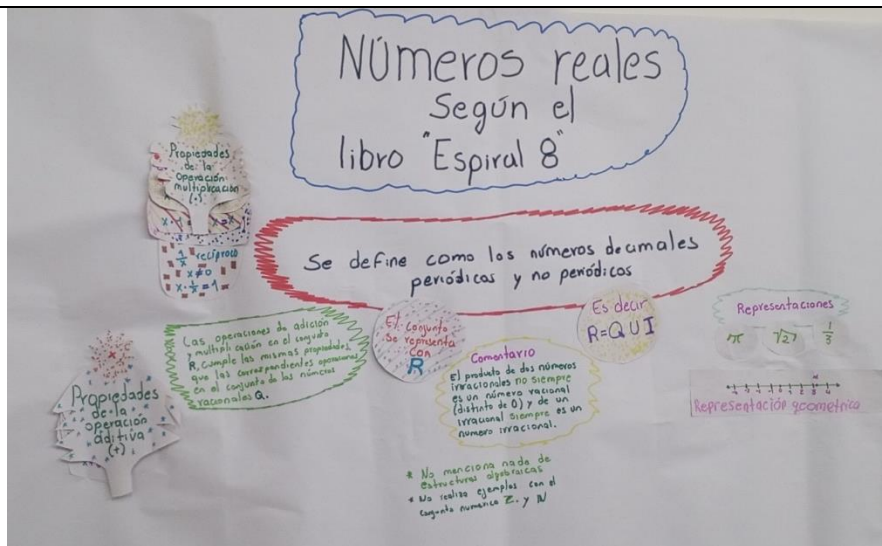 Números reales
Según el
libro "Espiral 8"
Propiedades
de la
operación
multiplicación
(·)
recíproco
x≠0
x·1/x=1
Se define como los números decimales
periódicos y no periódicos
Las operaciones de adición
y multiplicación en el conjunto
R, cumple las mismas propiedades,
que las correspondientes operaciones
en el conjunto de los números
racionales Q.
El conjunto
se representa
con
R
Es decir
R=QUI
Comentario
El producto de dos números
irracionales no siempre
es un número racional
(distinto de 0) y de un
irracional siempre es un
numero irracional.
Representaciones
π √2 1/3
Representación geométrica
Propiedades
de la
operación
aditiva
(+)
* No menciona nada de
estructuras algebraicas
* No realiza ejemplos con el
conjunto numerico Z. y N